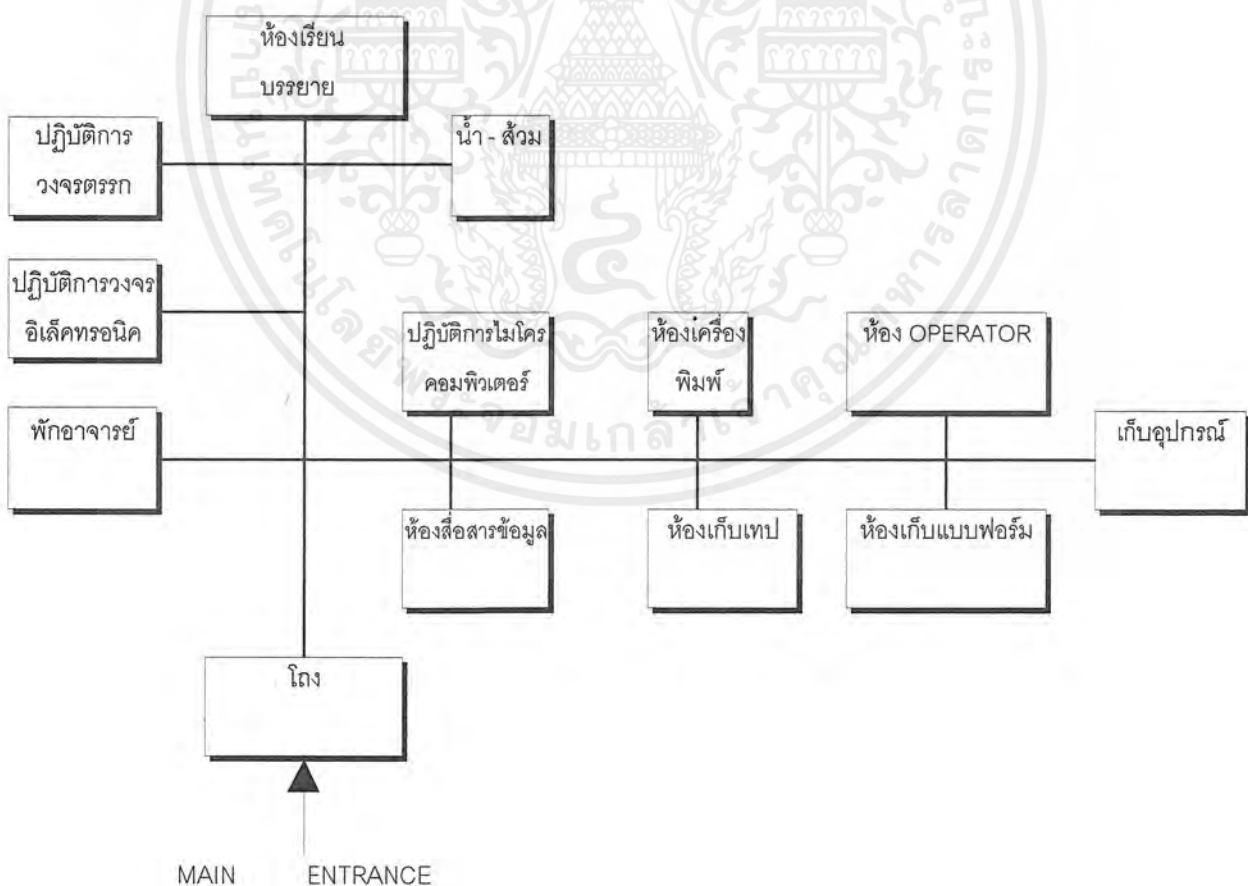 ห้องเรียน
บรรยาย
ปฏิบัติการ
วงจรตรรก
น้ำ - ส้วม
ปฏิบัติการวงจร
อิเล็คทรอนิค
ปฏิบัติการไมโคร
คอมพิวเตอร์
ห้องเครื่อง
พิมพ์
ห้อง OPERATOR
พักอาจารย์
เก็บอุปกรณ์
ห้องสื่อสารข้อมูล
ห้องเก็บเทป
ห้องเก็บแบบฟอร์ม
โถง
MAIN ENTRANCE